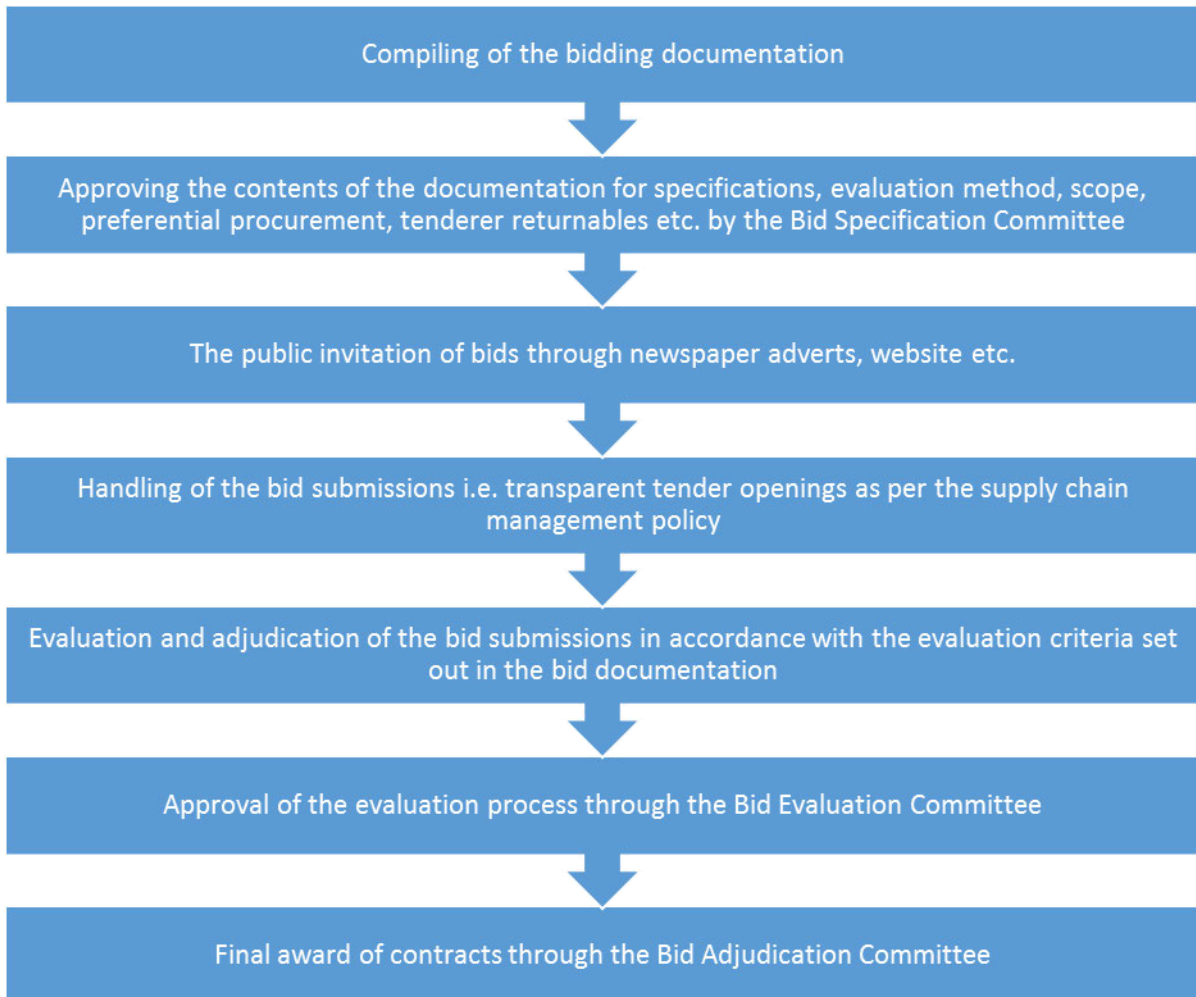 Compiling of the bidding documentation
Approving the contents of the documentation for specifications, evaluation method, scope,
preferential procurement, tenderer returnables etc. by the Bid Specification Committee
The public invitation of bids through newspaper adverts, website etc.
Handling of the bid submissions i.e. transparent tender openings as per the supply chain
management policy
Evaluation and adjudication of the bid submissions in accordance with the evaluation criteria set
out in the bid documentation
Approval of the evaluation process through the Bid Evaluation Committee
Final award of contracts through the Bid Adjudication Committee